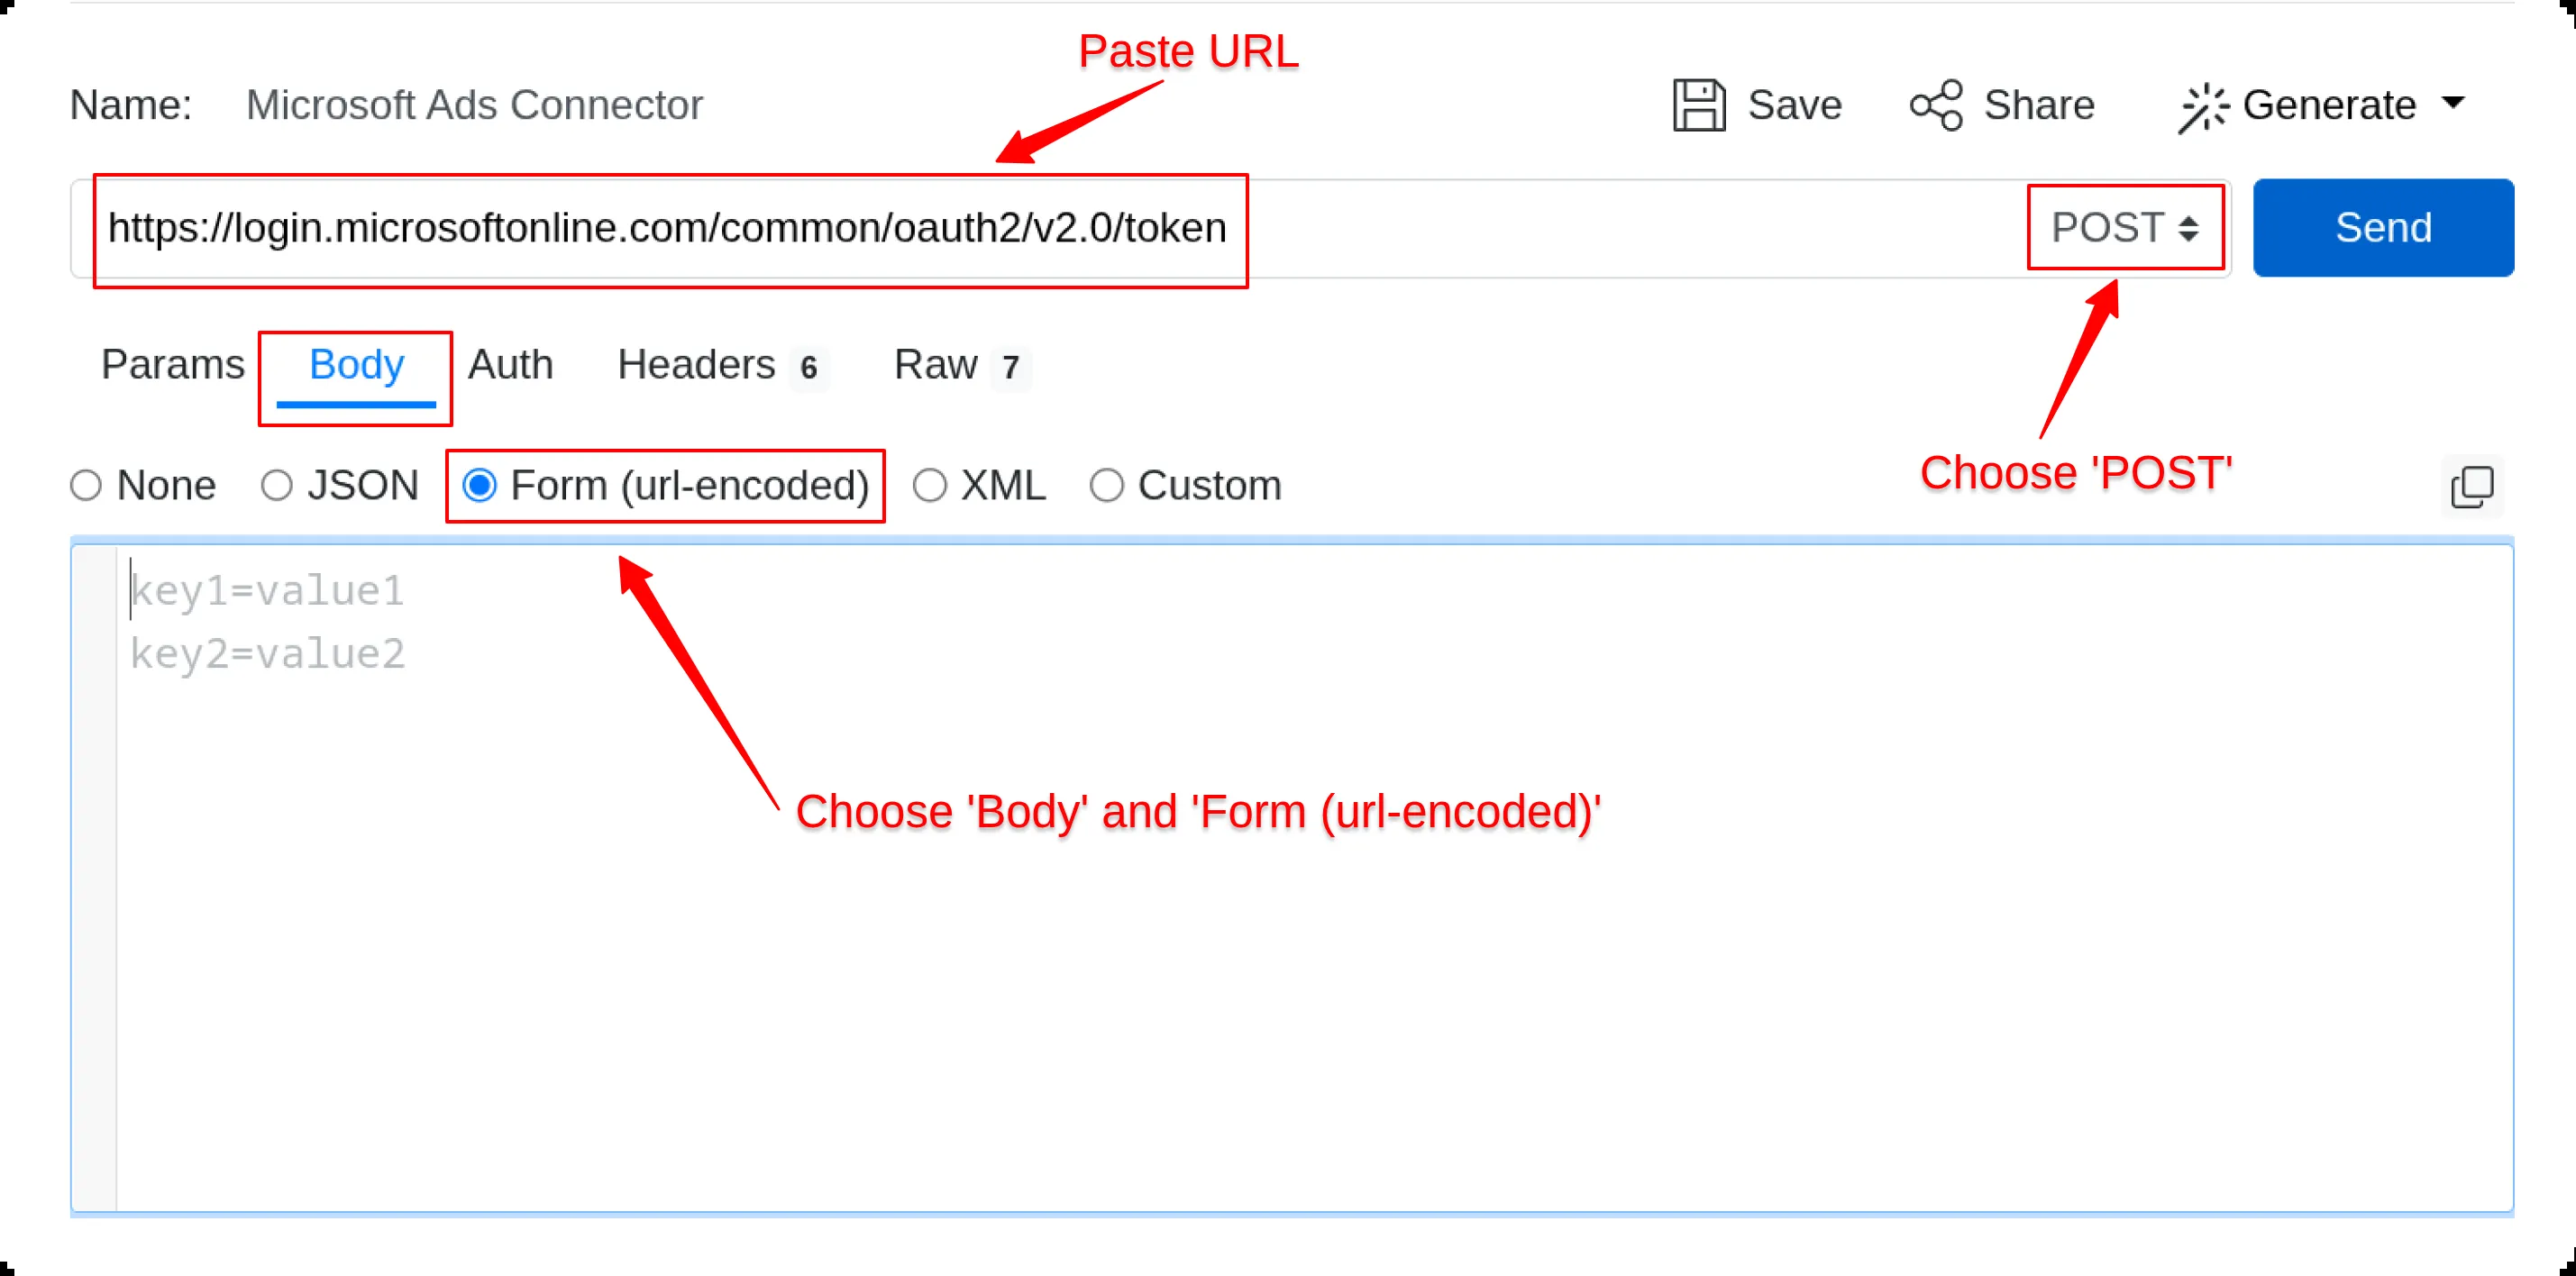 Paste URL
Name: Microsoft Ads Connector
Save Share Generate
https://login.microsoftonline.com/common/oauth2/v2.0/token
POST
Send
Params Body Auth Headers 6 Raw 7
None JSON Form (url-encoded) XML Custom
Choose 'POST'
key1=value1
key2=value2
Choose 'Body' and 'Form (url-encoded)'